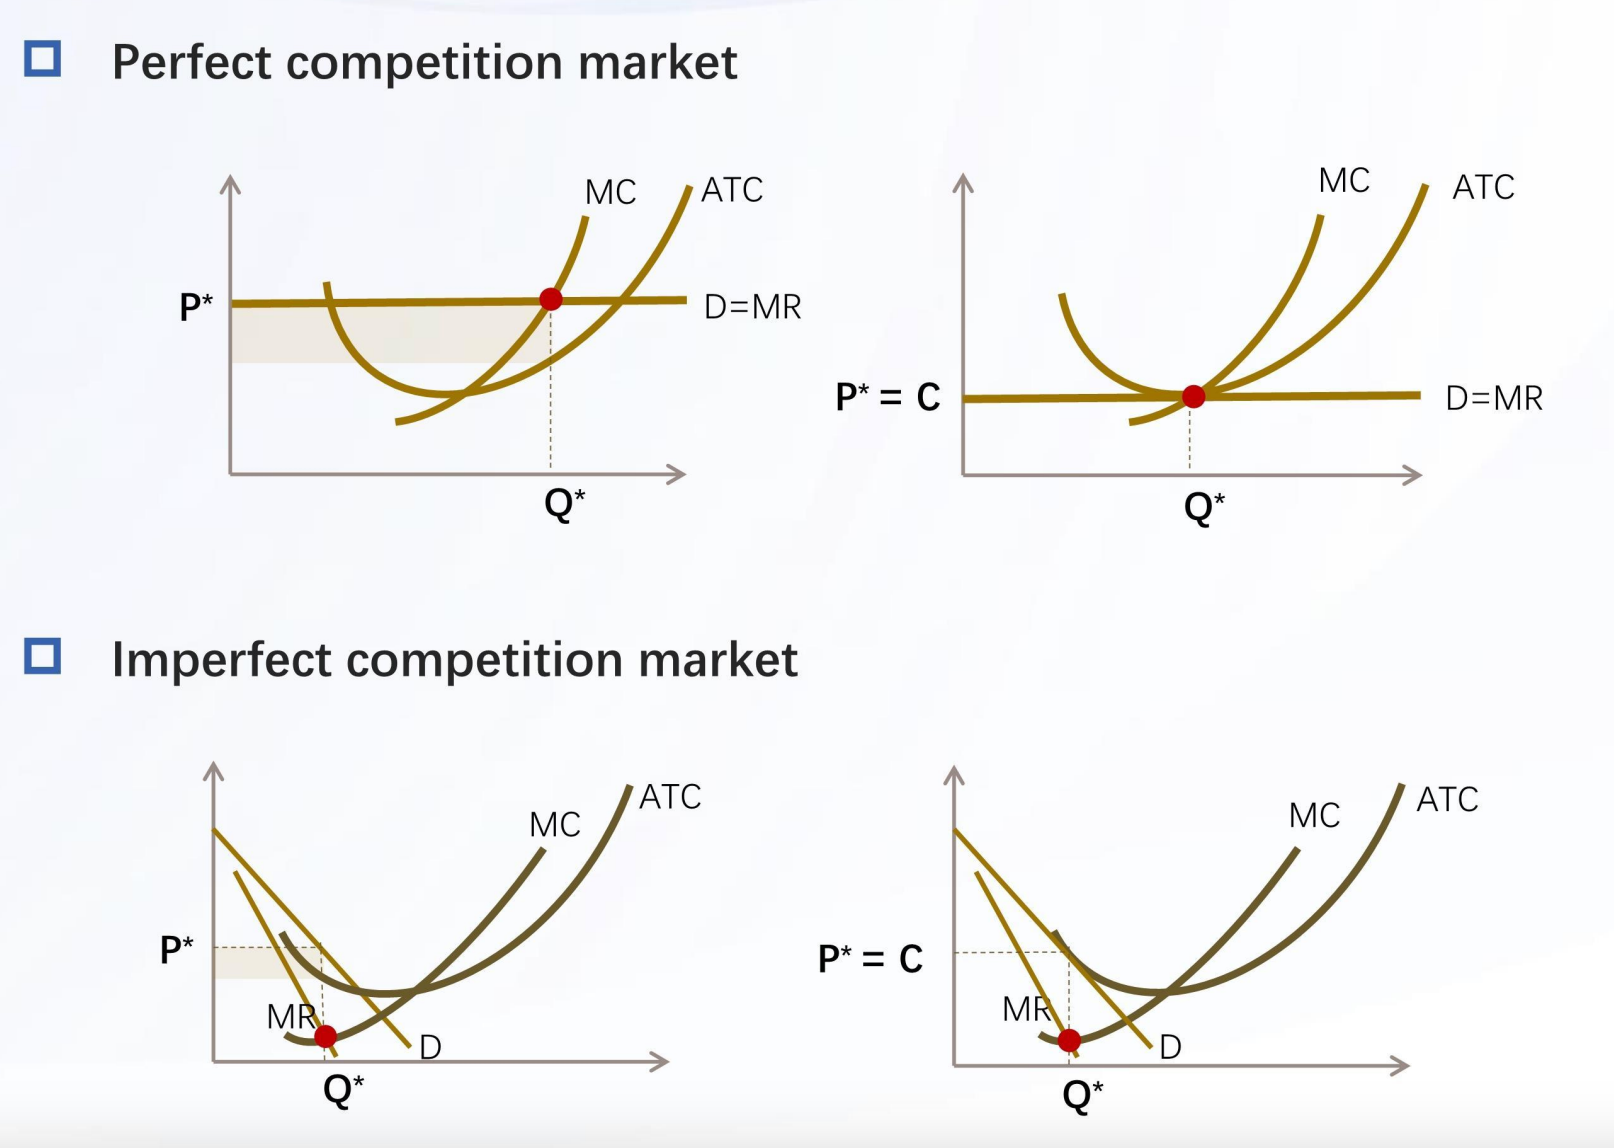 Perfect competition market
MC
ATC
P*
D=MR
Q*
MC
ATC
P* = C
D=MR
Q*
Imperfect competition market
ATC
MC
P*
MR
D
Q*
MC
ATC
P* = C
MR
D
Q*